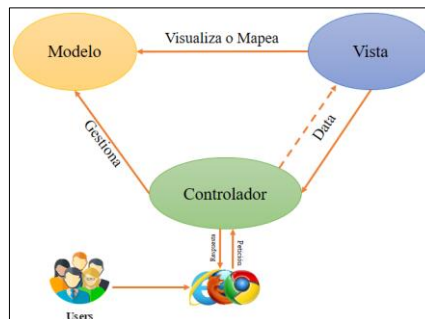 Visualiza o Mapea
Modelo
Vista
Gestiona
Data
Controlador
Respuesta
Petición
Users